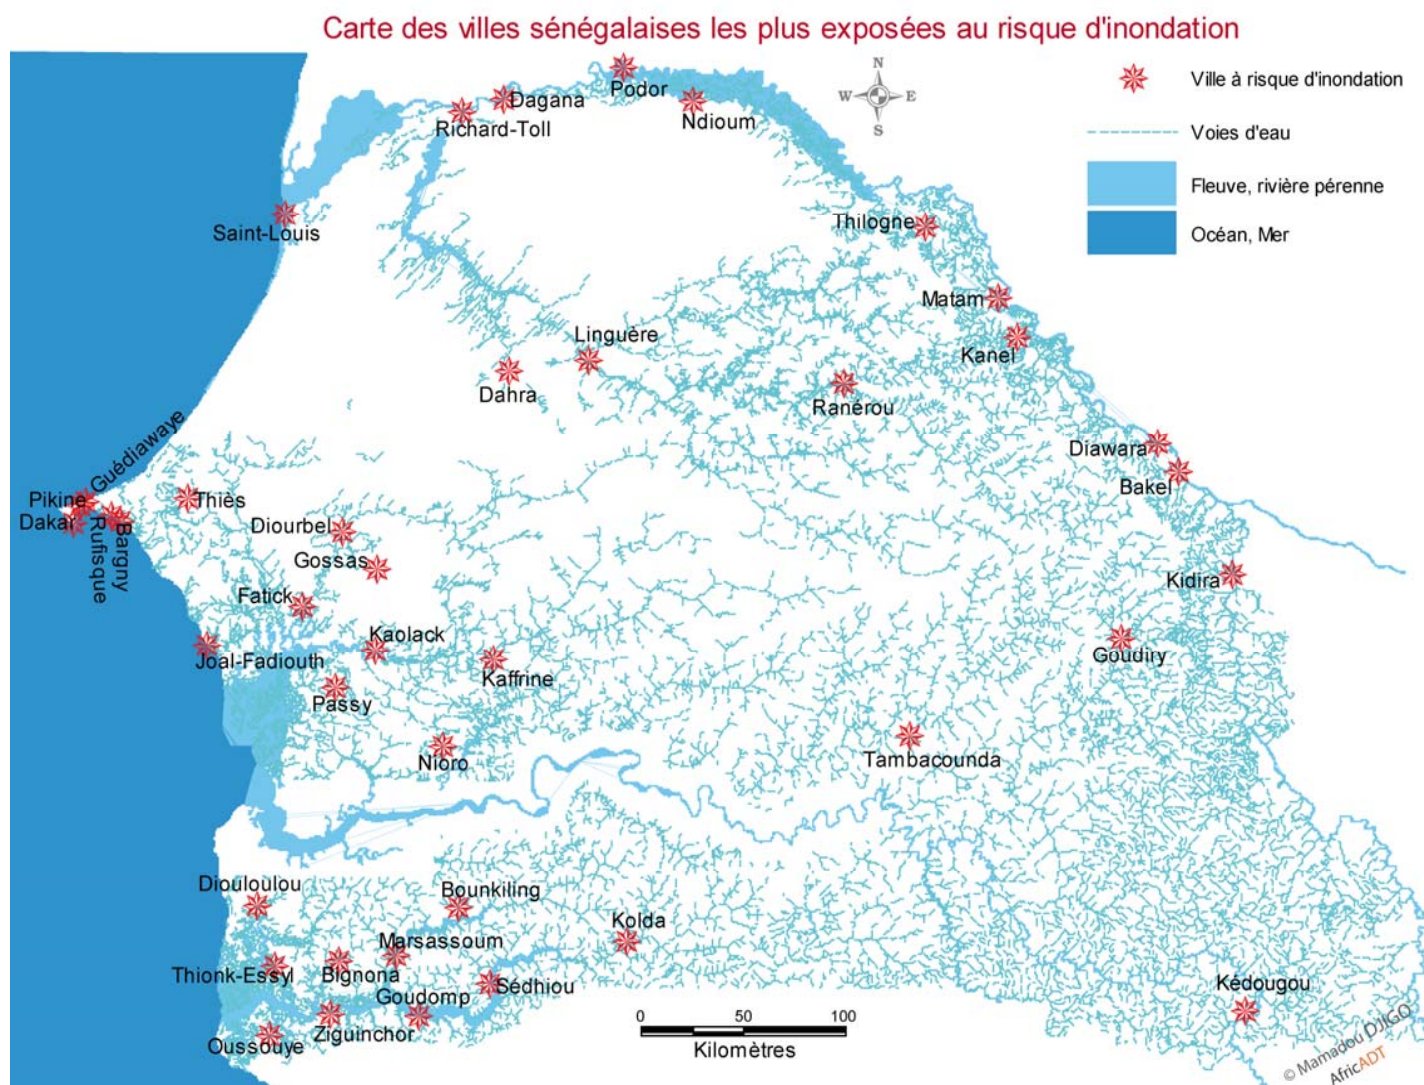 Carte des villes sénégalaises les plus exposées au risque d'inondation
N
W
E
S
Ville à risque d'inondation
Voies d'eau
Fleuve, rivière pérenne
Océan, Mer
Podor
Dagana
Ndioum
Richard-Toll
Saint-Louis
Thilogne
Matam
Linguère
Kanel
Dahra
Ranérou
Guédiawaye
Diawara
Bakel
Pikine
Thiès
Dakar
Rufisque
Bargny
Diourbel
Gossas
Kidira
Fatick
Kaolack
Joal-Fadiouth
Goudiry
Kaffrine
Passy
Nioro
Tambacounda
Diouloulou
Bounkiling
Kolda
Marsassoum
Thionk-Essyl
Bignona
Sédhiou
Goudomp
Kédougou
Ziguinchor
Oussouye
0 50 100
Kilomètres
© Mamadou DJIGO
AfricADT